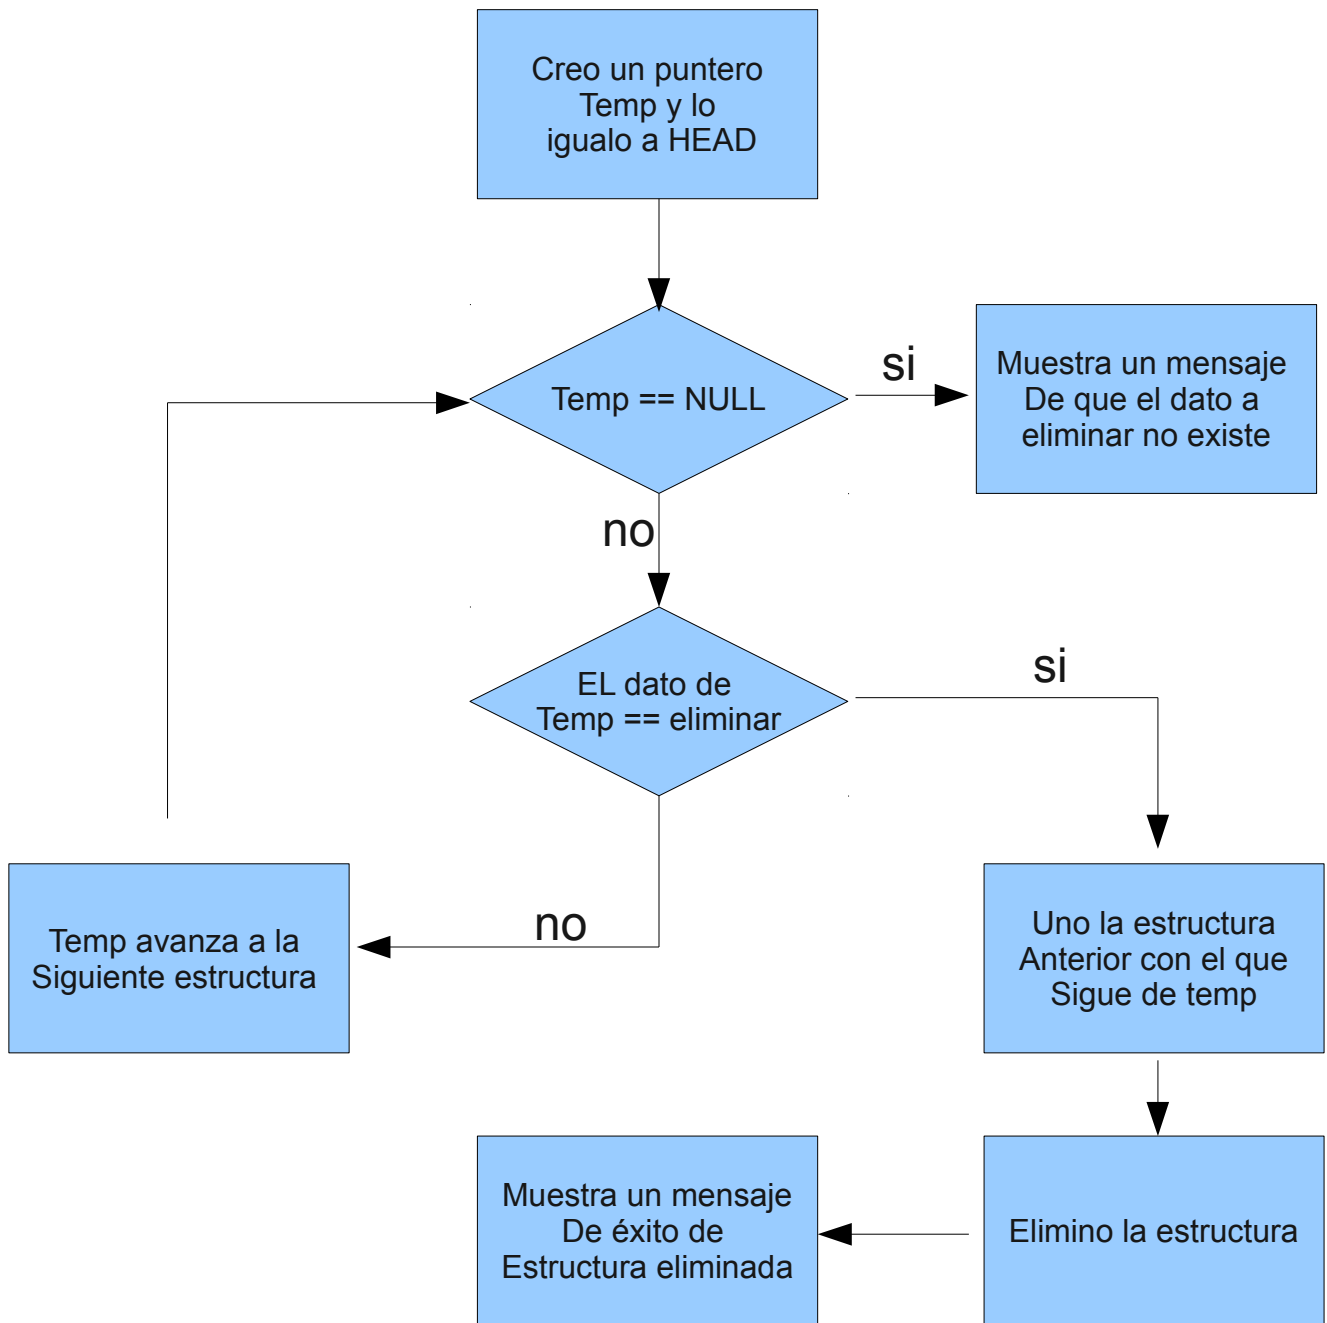 Creo un puntero
Temp y lo
igualo a HEAD
Temp == NULL
si
Muestra un mensaje
De que el dato a
eliminar no existe
no
EL dato de
Temp == eliminar
si
no
Temp avanza a la
Siguiente estructura
Uno la estructura
Anterior con el que
Sigue de temp
Elimino la estructura
Muestra un mensaje
De éxito de
Estructura eliminada